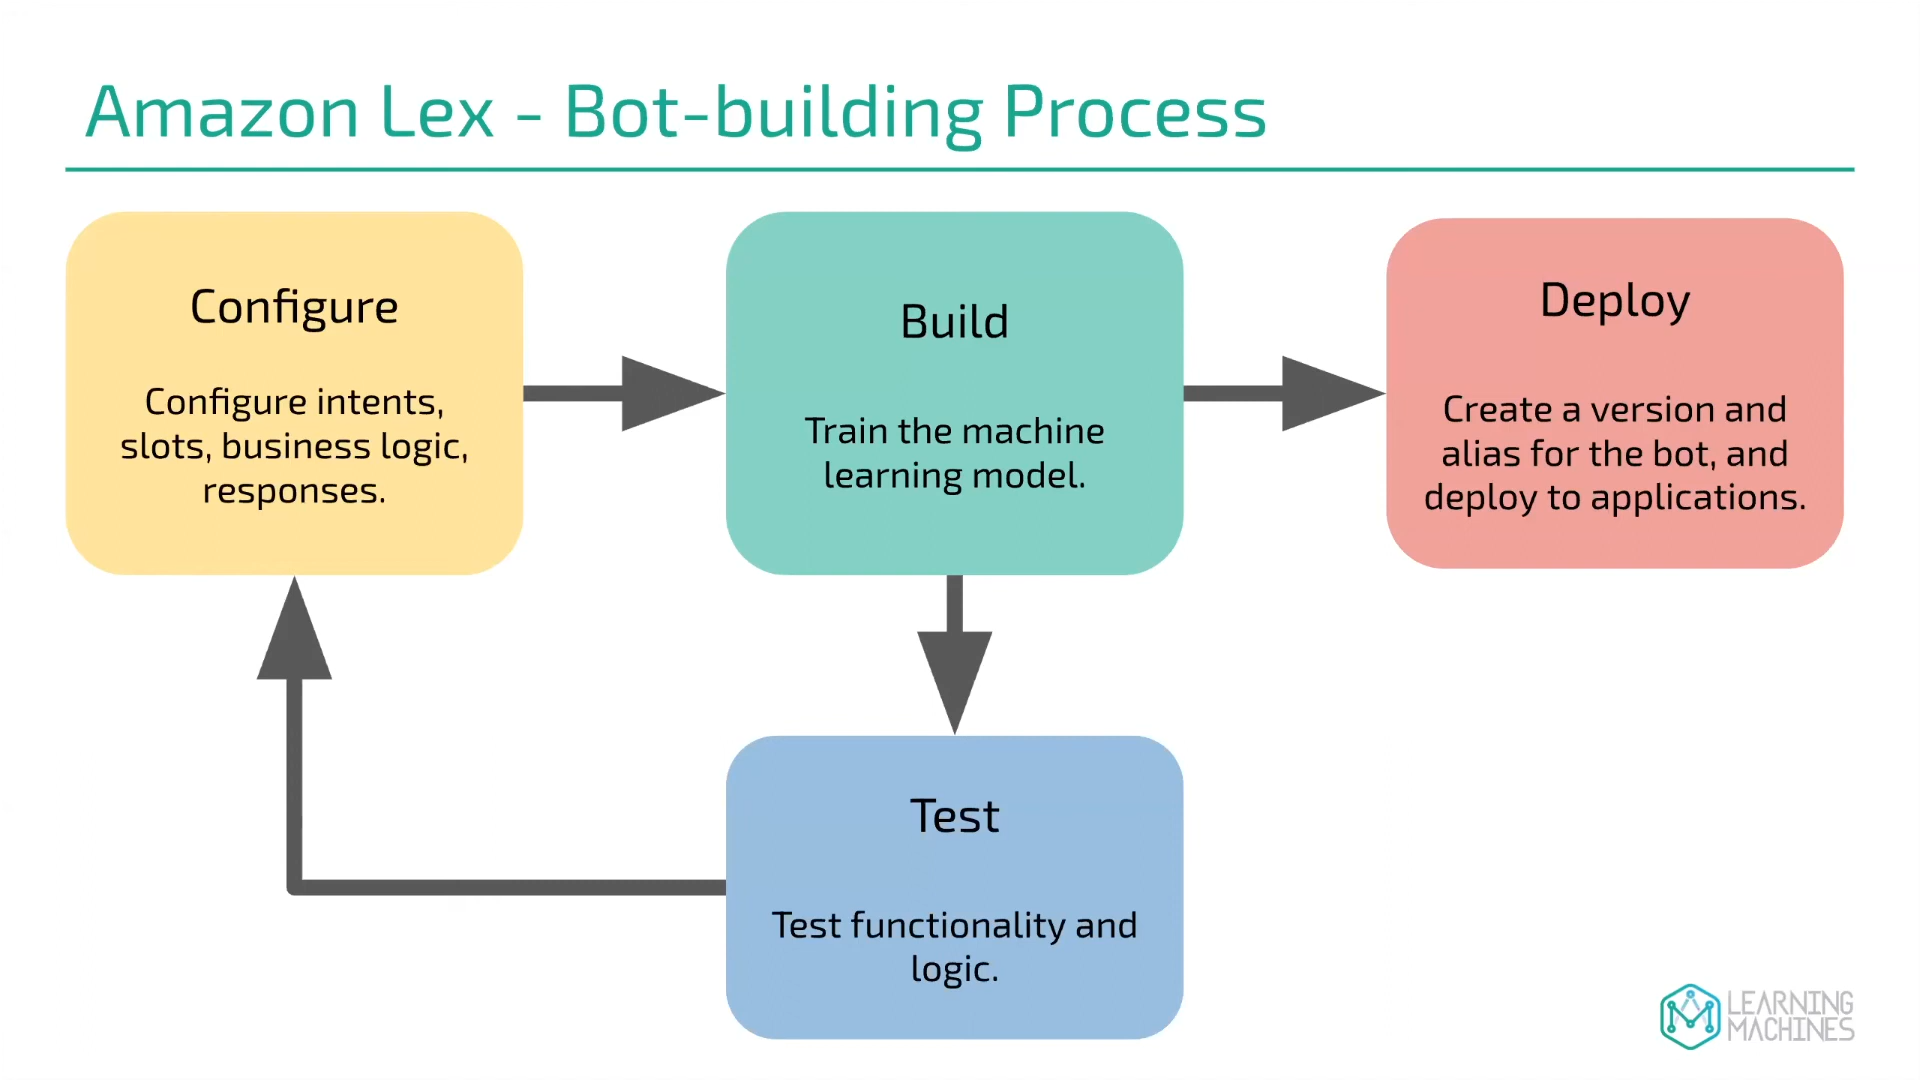 Amazon Lex - Bot-building Process
Configure
Configure intents,
slots, business logic,
responses.
Build
Train the machine
learning model.
Deploy
Create a version and
alias for the bot, and
deploy to applications.
Test
Test functionality and
logic.
LEARNING
MACHINES